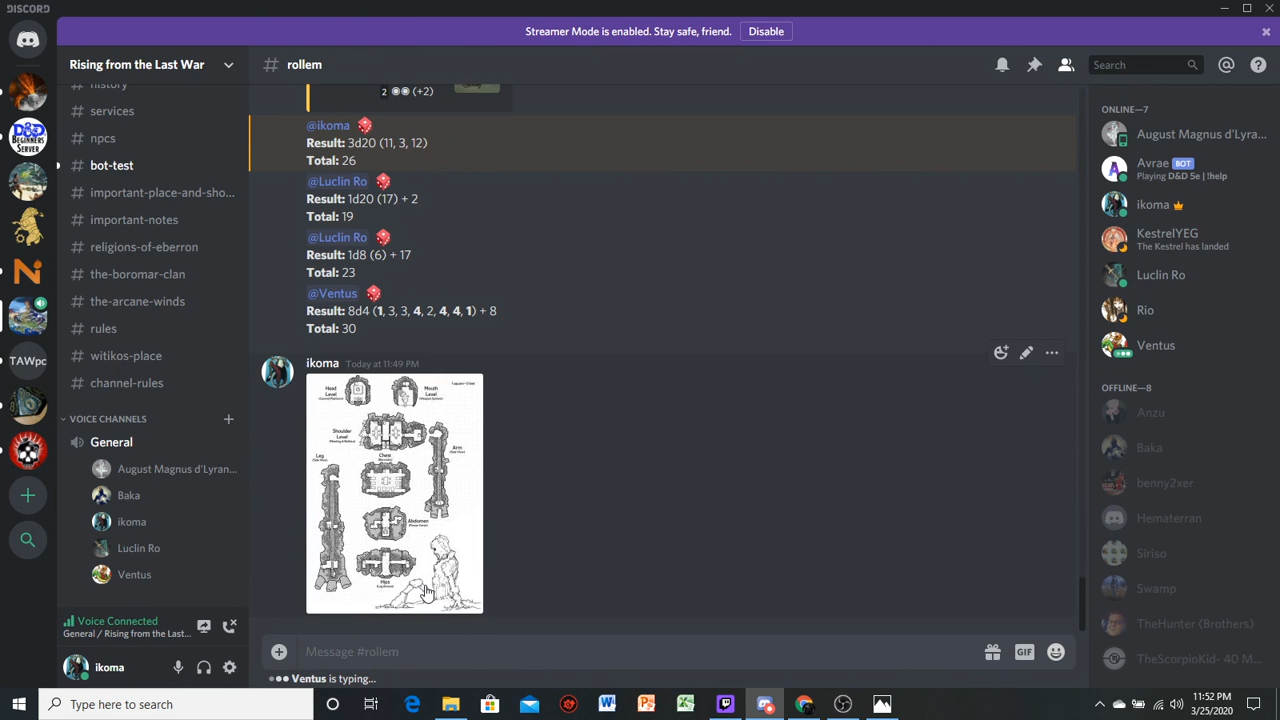 DISCORD
Streamer Mode is enabled. Stay safe, friend. Disable
Rising from the Last War
# rollem
Search
history
# services
# npcs
# bot-test
# important-place-and-sho...
# important-notes
# religions-of-eberron
# the-boromar-clan
# the-arcane-winds
# rules
# witikos-place
# channel-rules
VOICE CHANNELS
General
August Magnus d'Lyran...
Baka
ikoma
Luclin Ro
Ventus
Voice Connected
General / Rising from the Last...
ikoma
TAWpc
2 (+2)
@ikoma
Result: 3d20 (11, 3, 12)
Total: 26
@Luclin Ro
Result: 1d20 (17) + 2
Total: 19
@Luclin Ro
Result: 1d8 (6) + 17
Total: 23
@Ventus
Result: 8d4 (1, 3, 3, 4, 2, 4, 4, 1) + 8
Total: 30
ikoma Today at 11:49 PM
Head
Level
Mouth
Level
Shoulder
Level
Arm
Leg
Chest
Abdomen
Hips
Message #rollem
GIF
Ventus is typing...
ONLINE—7
August Magnus d'Lyra...
Avrae BOT
Playing D&D 5e | !help
ikoma
KestrelYEG
The Kestrel has landed
Luclin Ro
Rio
Ventus
OFFLINE—8
Anzu
Baka
benny2xer
Hematerran
Siriso
Swamp
TheHunter (Brothers)
TheScorpioKid- 40 M...
Type here to search
11:52 PM
3/25/2020